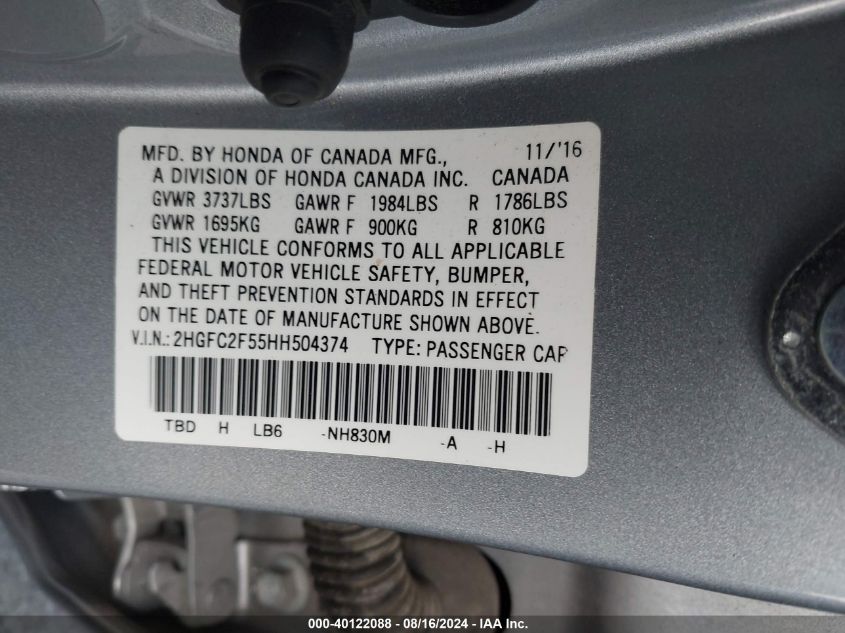 MFD. BY HONDA OF CANADA MFG., 11/'16
A DIVISION OF HONDA CANADA INC. CANADA
GVWR 3737LBS GAWR F 1984LBS R 1786LBS
GVWR 1695KG GAWR F 900KG R 810KG
THIS VEHICLE CONFORMS TO ALL APPLICABLE
FEDERAL MOTOR VEHICLE SAFETY, BUMPER,
AND THEFT PREVENTION STANDARDS IN EFFECT
ON THE DATE OF MANUFACTURE SHOWN ABOVE.
V.I.N.: 2HGFC2F55HH504374 TYPE: PASSENGER CAR
TBD H LB6 -NH830M -A -H
000-40122088 - 08/16/2024 - IAAI Inc.